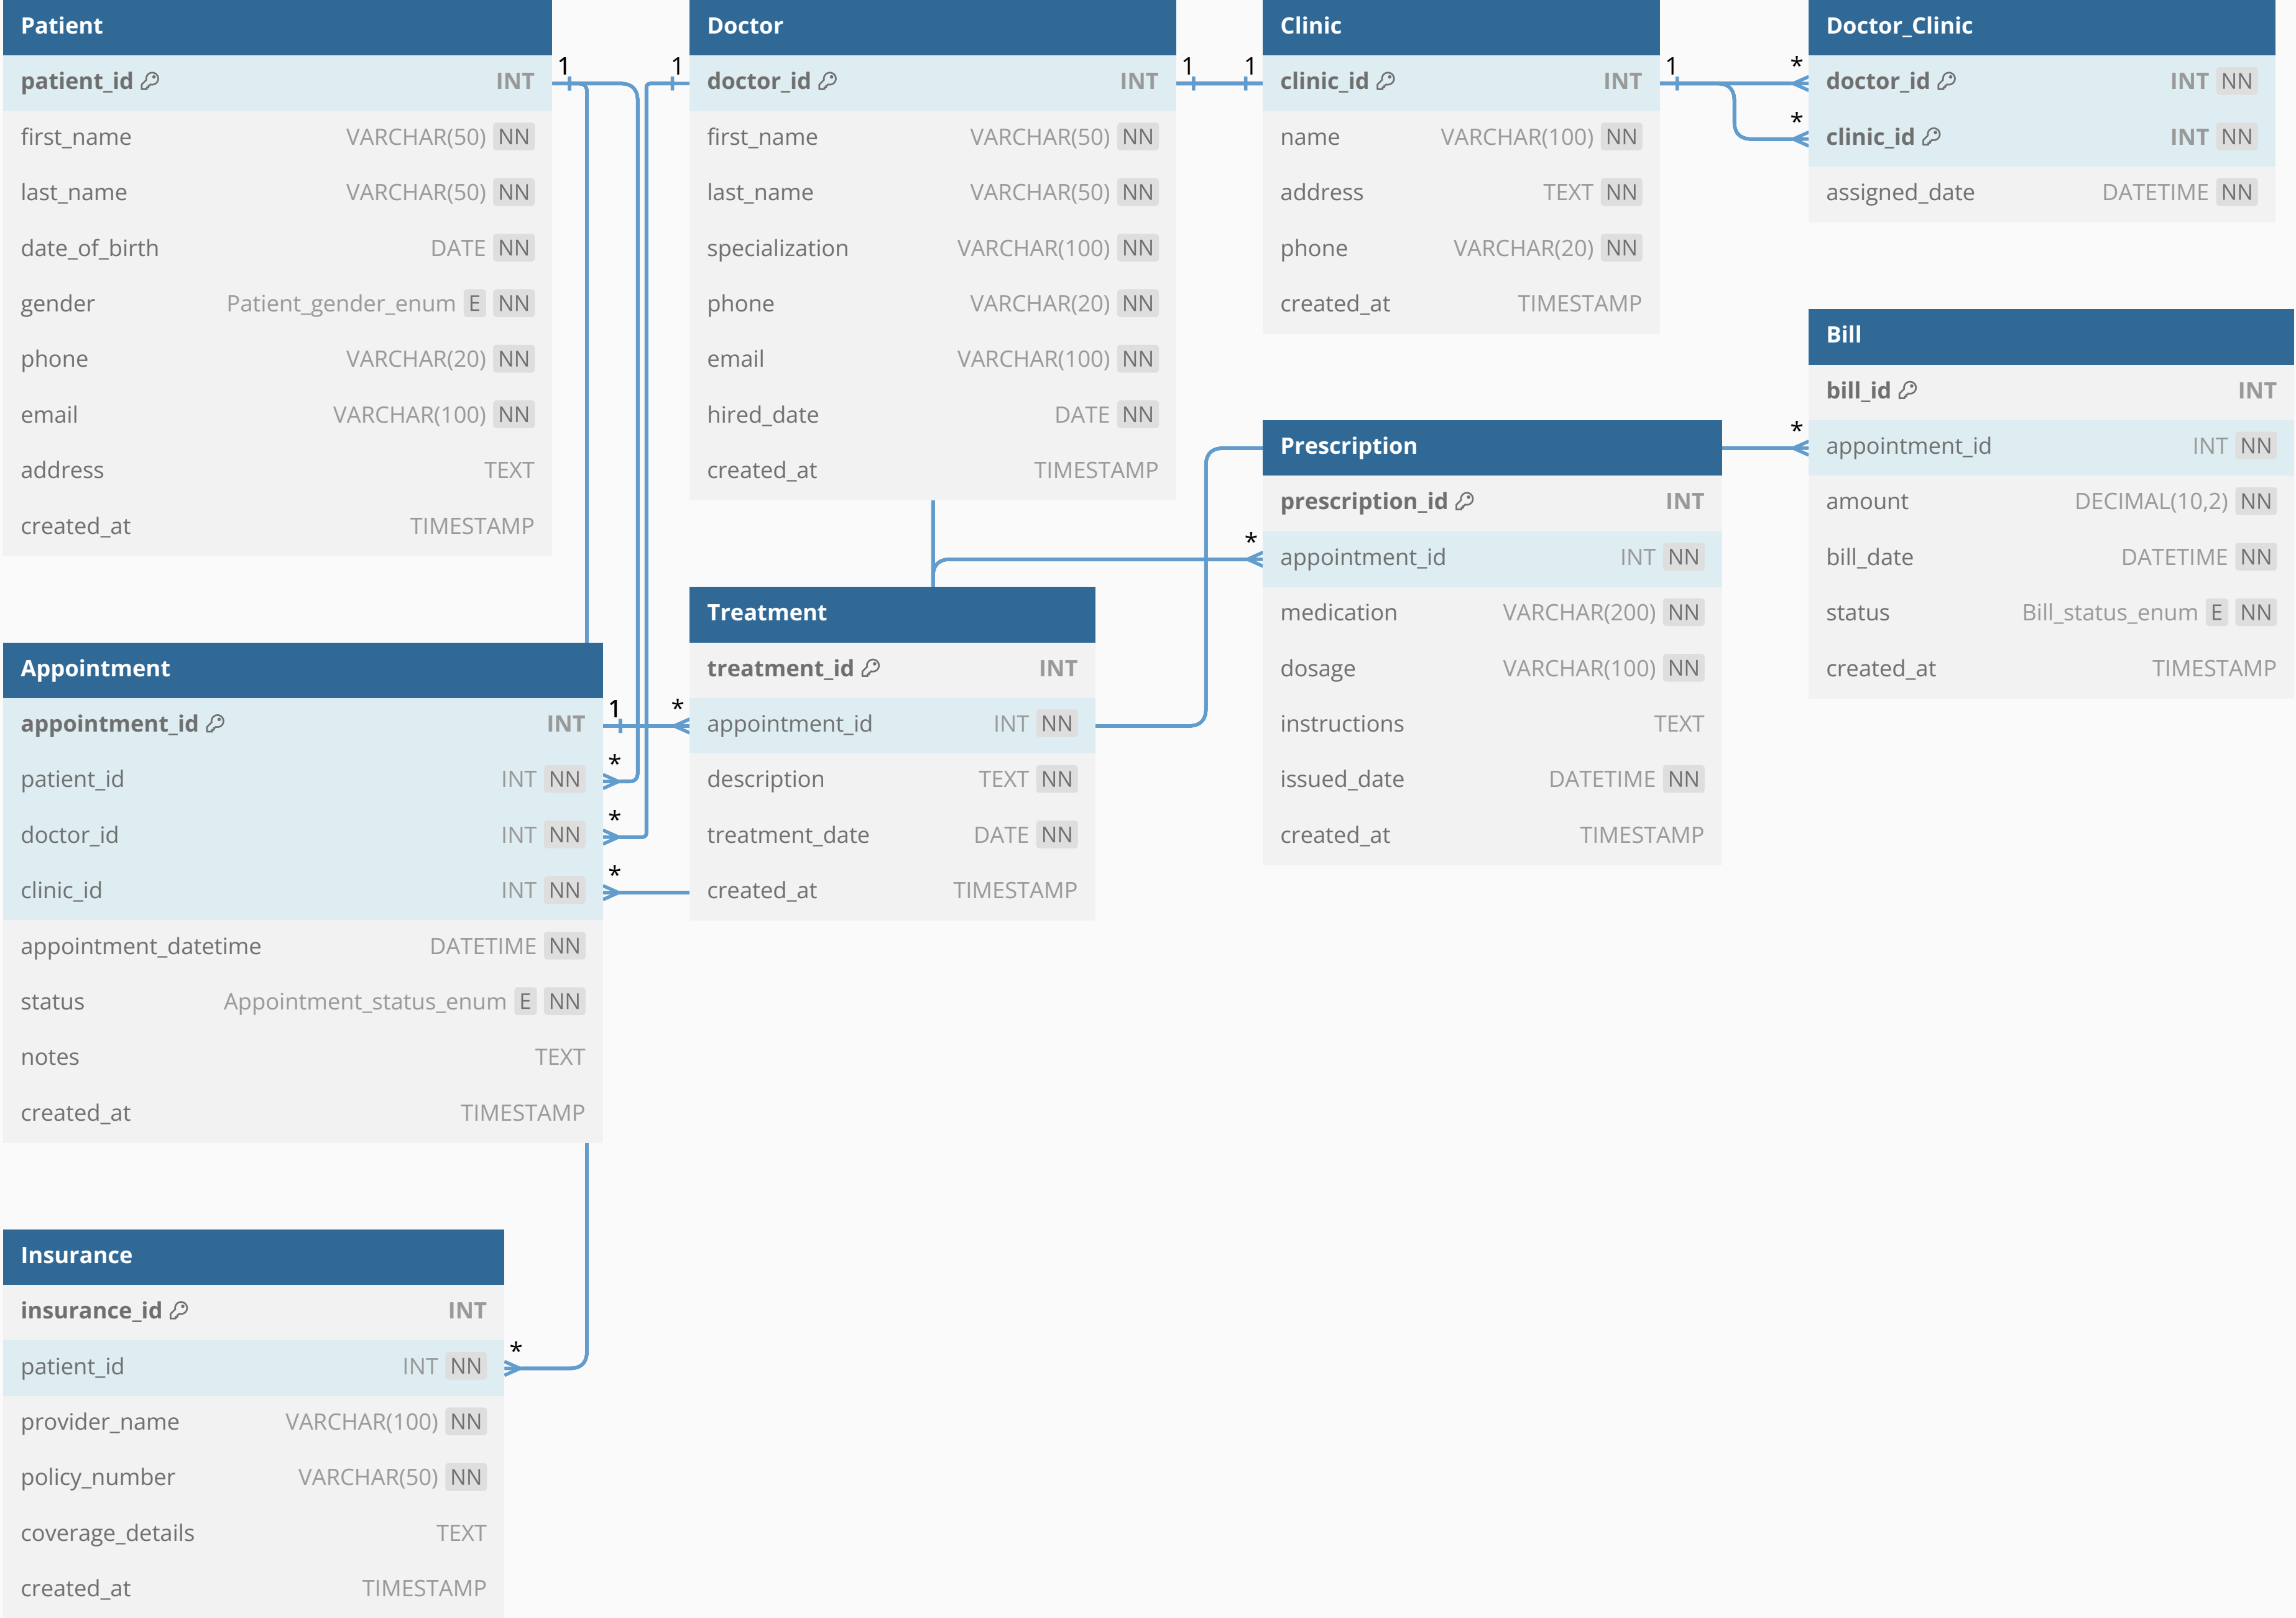 Patient
patient_id INT
first_name VARCHAR(50) NN
last_name VARCHAR(50) NN
date_of_birth DATE NN
gender Patient_gender_enum E NN
phone VARCHAR(20) NN
email VARCHAR(100) NN
address TEXT
created_at TIMESTAMP
1
1
Doctor
doctor_id INT
first_name VARCHAR(50) NN
last_name VARCHAR(50) NN
specialization VARCHAR(100) NN
phone VARCHAR(20) NN
email VARCHAR(100) NN
hired_date DATE NN
created_at TIMESTAMP
1
1
Clinic
clinic_id INT
name VARCHAR(100) NN
address TEXT NN
phone VARCHAR(20) NN
created_at TIMESTAMP
1
*
*
Doctor_Clinic
doctor_id INT NN
clinic_id INT NN
assigned_date DATETIME NN
*
Bill
bill_id INT
appointment_id INT NN
amount DECIMAL(10,2) NN
bill_date DATETIME NN
status Bill_status_enum E NN
created_at TIMESTAMP
*
Prescription
prescription_id INT
appointment_id INT NN
medication VARCHAR(200) NN
dosage VARCHAR(100) NN
instructions TEXT
issued_date DATETIME NN
created_at TIMESTAMP
Treatment
treatment_id INT
appointment_id INT NN
description TEXT NN
treatment_date DATE NN
created_at TIMESTAMP
Appointment
appointment_id INT
patient_id INT NN
doctor_id INT NN
clinic_id INT NN
appointment_datetime DATETIME NN
status Appointment_status_enum E NN
notes TEXT
created_at TIMESTAMP
1
*
*
*
*
Insurance
insurance_id INT
patient_id INT NN
provider_name VARCHAR(100) NN
policy_number VARCHAR(50) NN
coverage_details TEXT
created_at TIMESTAMP
*